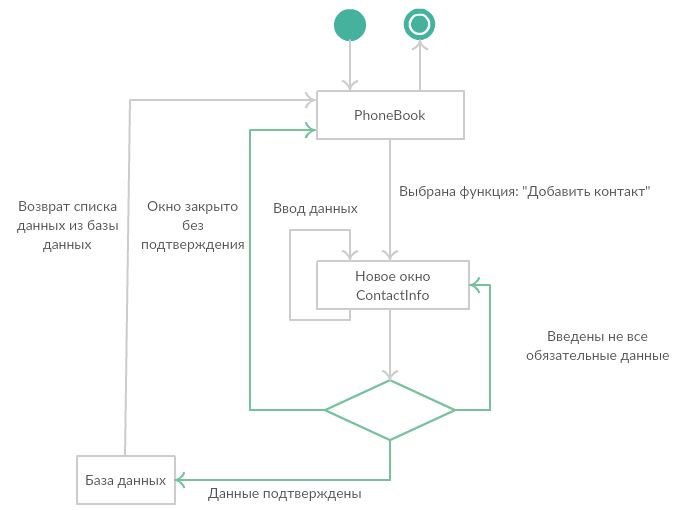 PhoneBook
Выбрана функция: "Добавить контакт"
Возврат списка
данных из базы
данных
Окно закрыто
без
подтверждения
Ввод данных
Новое окно
ContactInfo
Введены не все
обязательные данные
База данных
Данные подтверждены